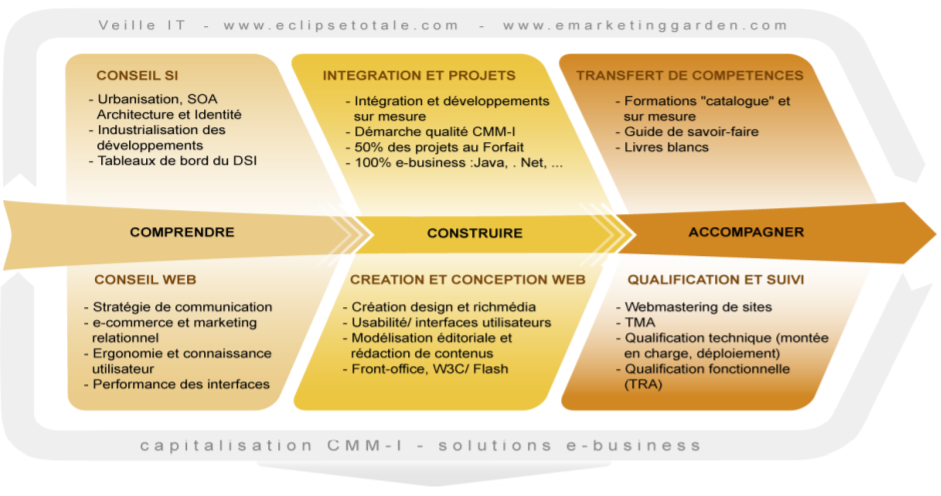 Veille IT - www.eclipsetotale.com - www.emarketinggarden.com
CONSEIL SI
- Urbanisation, SOA
Architecture et Identité
- Industrialisation des
développements
- Tableaux de bord du DSI
INTEGRATION ET PROJETS
- Intégration et développements
sur mesure
- Démarche qualité CMM-I
- 50% des projets au Forfait
- 100% e-business :Java, . Net, ...
TRANSFERT DE COMPETENCES
- Formations "catalogue" et
sur mesure
- Guide de savoir-faire
- Livres blancs
COMPRENDRE
CONSTRUIRE
ACCOMPAGNER
CONSEIL WEB
- Stratégie de communication
- e-commerce et marketing
relationnel
- Ergonomie et connaissance
utilisateur
- Performance des interfaces
CREATION ET CONCEPTION WEB
- Création design et richmédia
- Usabilité/ interfaces utilisateurs
- Modélisation éditoriale et
rédaction de contenus
- Front-office, W3C/ Flash
QUALIFICATION ET SUIVI
- Webmastering de sites
- TMA
- Qualification technique (montée
en charge, déploiement)
- Qualification fonctionnelle
(TRA)
capitalisation CMM-I - solutions e-business